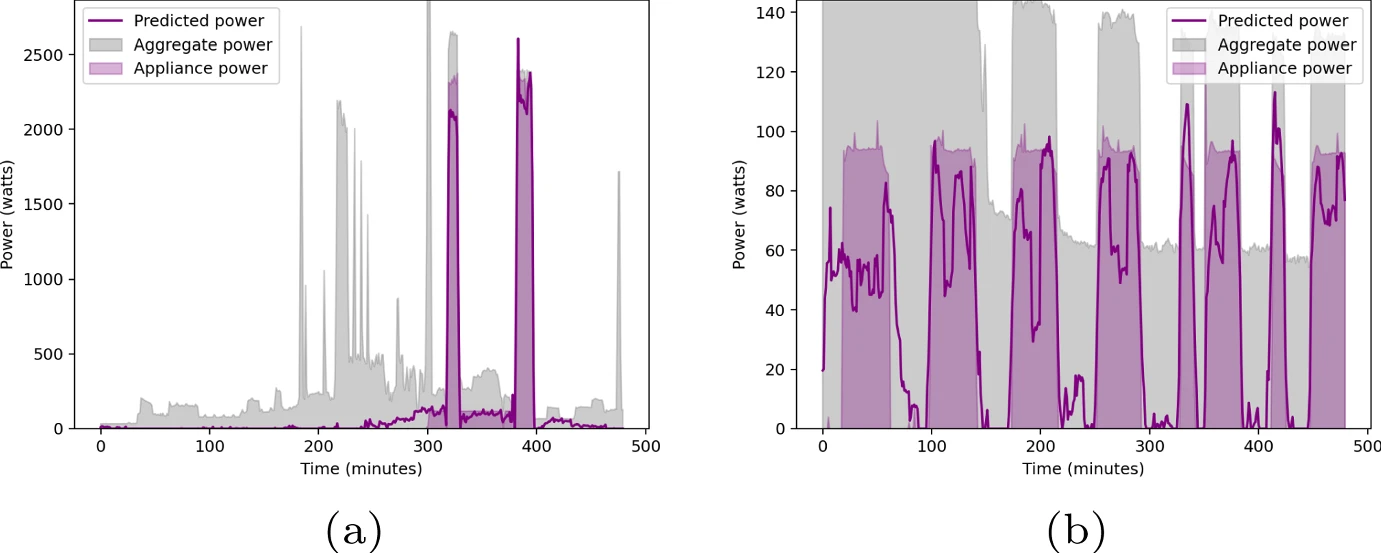 Predicted power
Aggregate power
Appliance power
2500
2000
1500
1000
500
0
Power (watts)
0 100 200 300 400 500
Time (minutes)
(a)
Predicted power
Aggregate power
Appliance power
140
120
100
80
60
40
20
0
Power (watts)
0 100 200 300 400 500
Time (minutes)
(b)